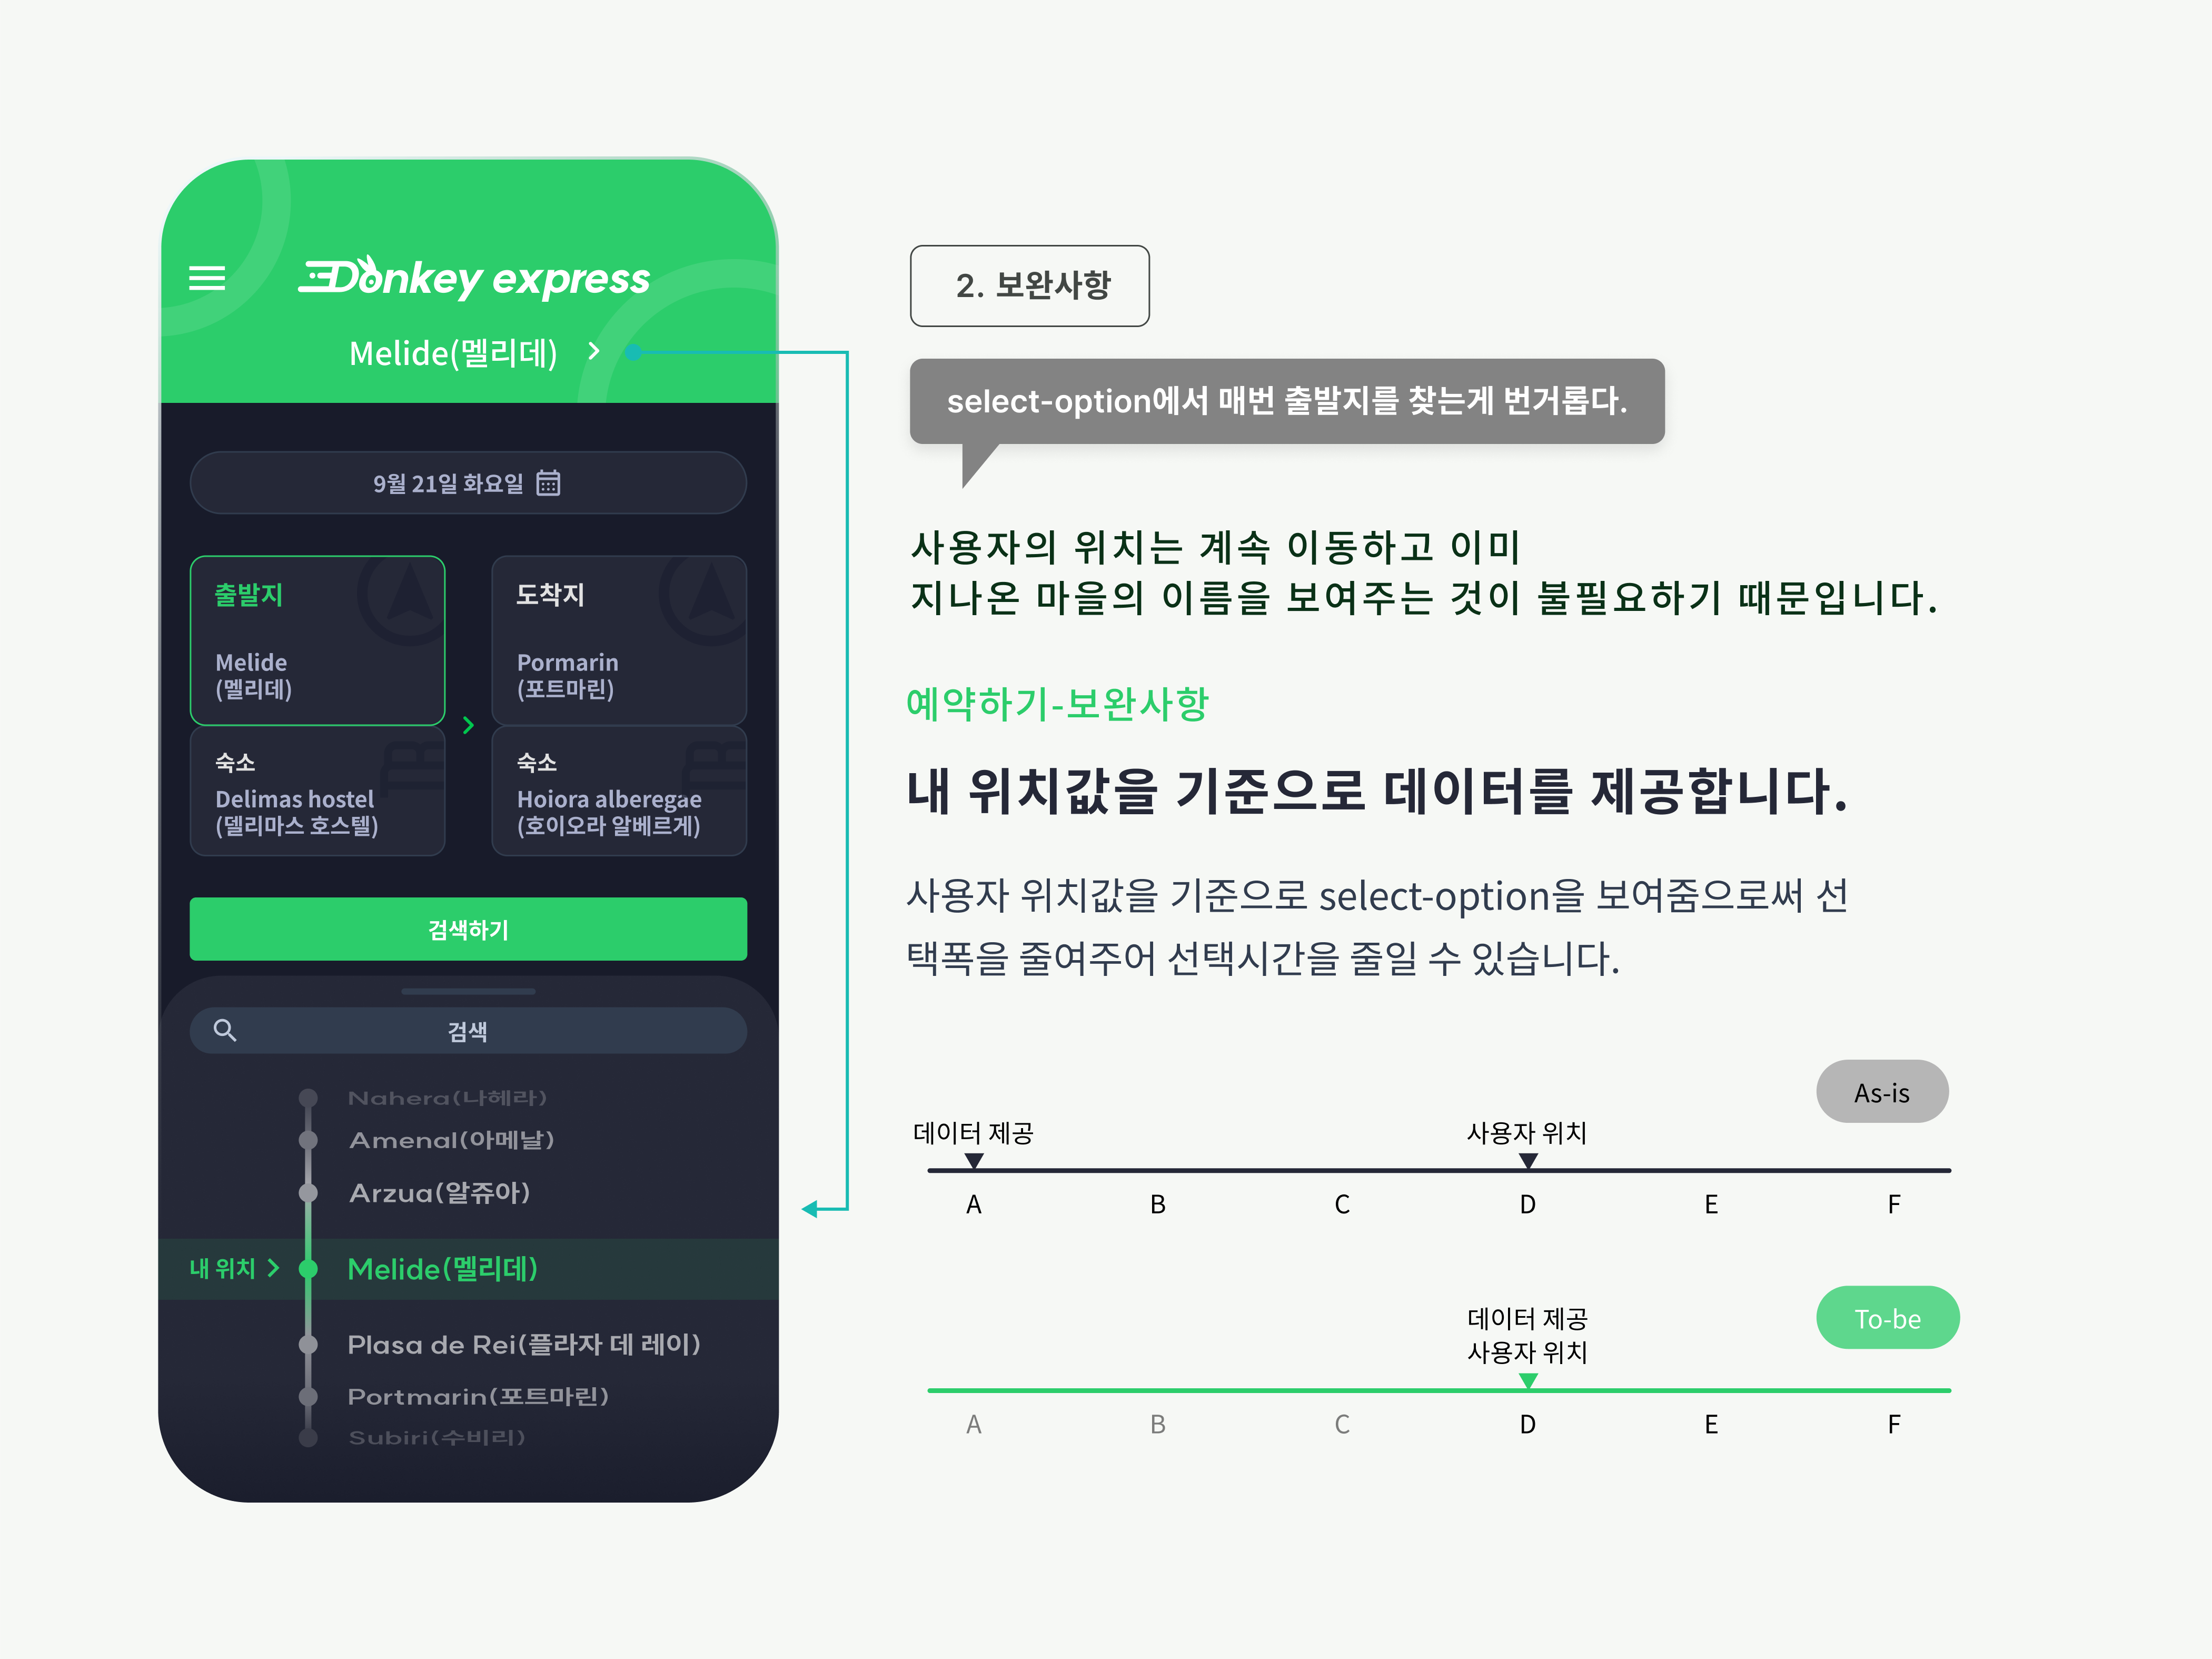 Donkey express
Melide(멜리데)
9월 21일 화요일
출발지
Melide
(멜리데)
도착지
Pormarin
(포트마린)
숙소
Delimas hostel
(델리마스 호스텔)
숙소
Hoiora alberegae
(호이오라 알베르게)
검색하기
검색
Nahera(나헤라)
Amenal(아메날)
Arzua(알쥬아)
내 위치
Melide(멜리데)
Plasa de Rei(플라자 데 레이)
Portmarin(포트마린)
Subiri(수비리)
2. 보완사항
select-option에서 매번 출발지를 찾는게 번거롭다.
사용자의 위치는 계속 이동하고 이미
지나온 마을의 이름을 보여주는 것이 불필요하기 때문입니다.
예약하기-보완사항
내 위치값을 기준으로 데이터를 제공합니다.
사용자 위치값을 기준으로 select-option을 보여줌으로써 선
택폭을 줄여주어 선택시간을 줄일 수 있습니다.
As-is
데이터 제공
사용자 위치
A B C D E F
To-be
데이터 제공
사용자 위치
A B C D E F